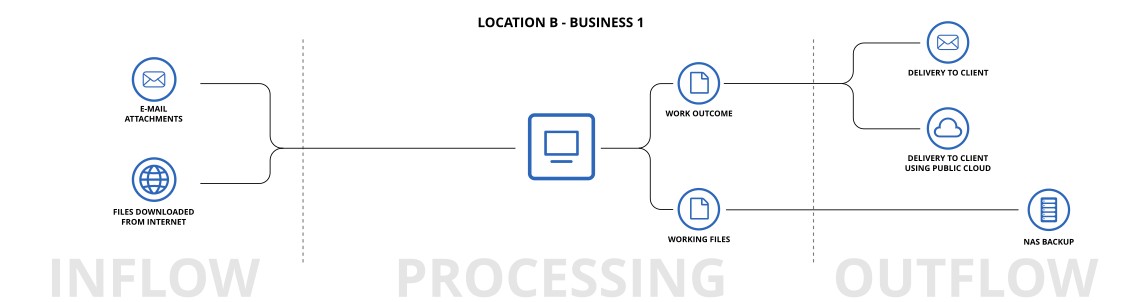 LOCATION B - BUSINESS 1
E-MAIL
ATTACHMENTS
FILES DOWNLOADED
FROM INTERNET
WORK OUTCOME
WORKING FILES
DELIVERY TO CLIENT
DELIVERY TO CLIENT
USING PUBLIC CLOUD
NAS BACKUP
INFLOW
PROCESSING
OUTFLOW